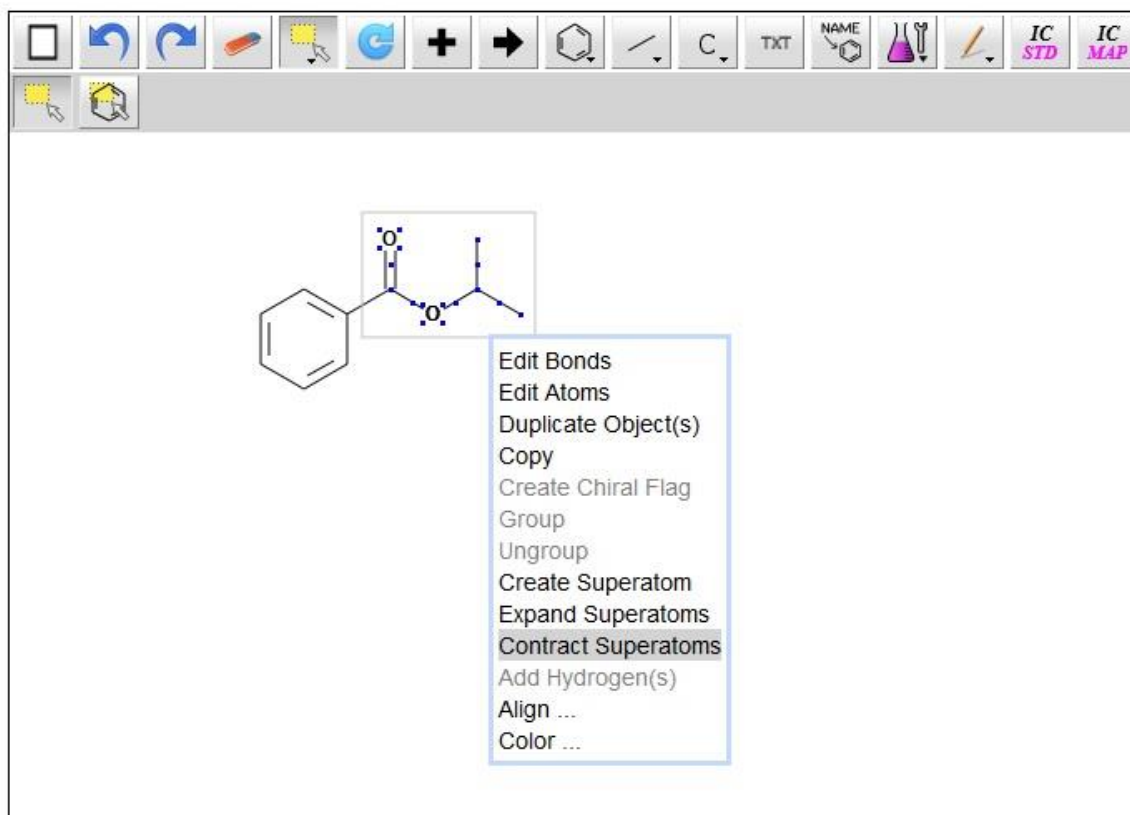 C
TXT
NAME
IC
STD
IC
MAP
O
O
Edit Bonds
Edit Atoms
Duplicate Object(s)
Copy
Create Chiral Flag
Group
Ungroup
Create Superatom
Expand Superatoms
Contract Superatoms
Add Hydrogen(s)
Align ...
Color ...